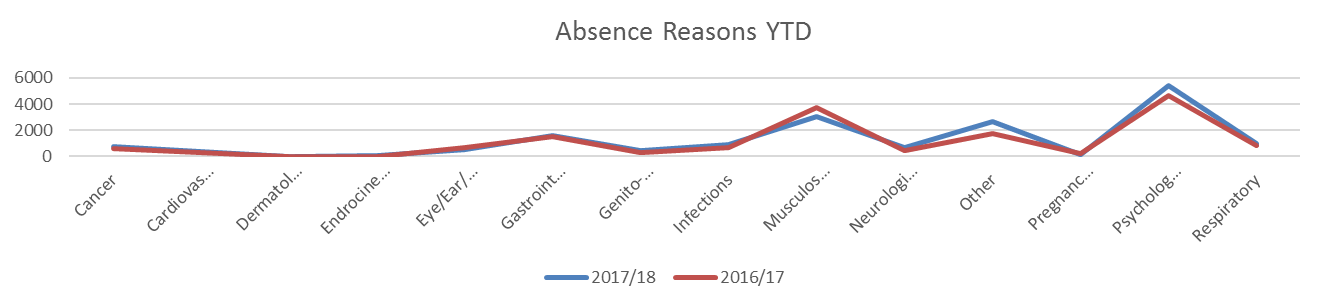 Absence Reasons YTD
6000
4000
2000
0
Cancer
Cardiovas...
Dermatol...
Endrocine...
Eye/Ear/...
Gastroint...
Genito-...
Infections
Musculos...
Neurologi...
Other
Pregnanc...
Psycholog...
Respiratory
2017/18 2016/17